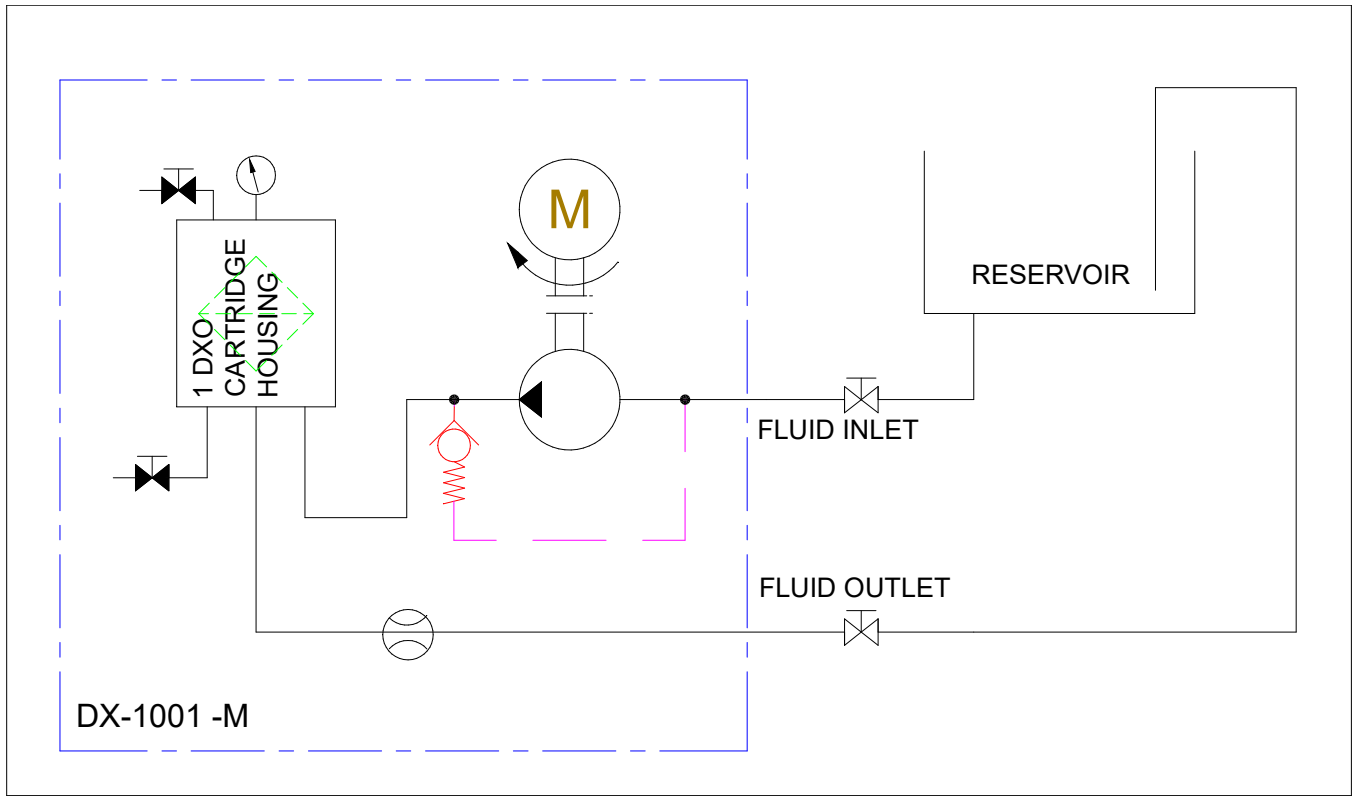 M
1 DXO
CARTRIDGE
HOUSING
RESERVOIR
FLUID INLET
FLUID OUTLET
DX-1001 -M